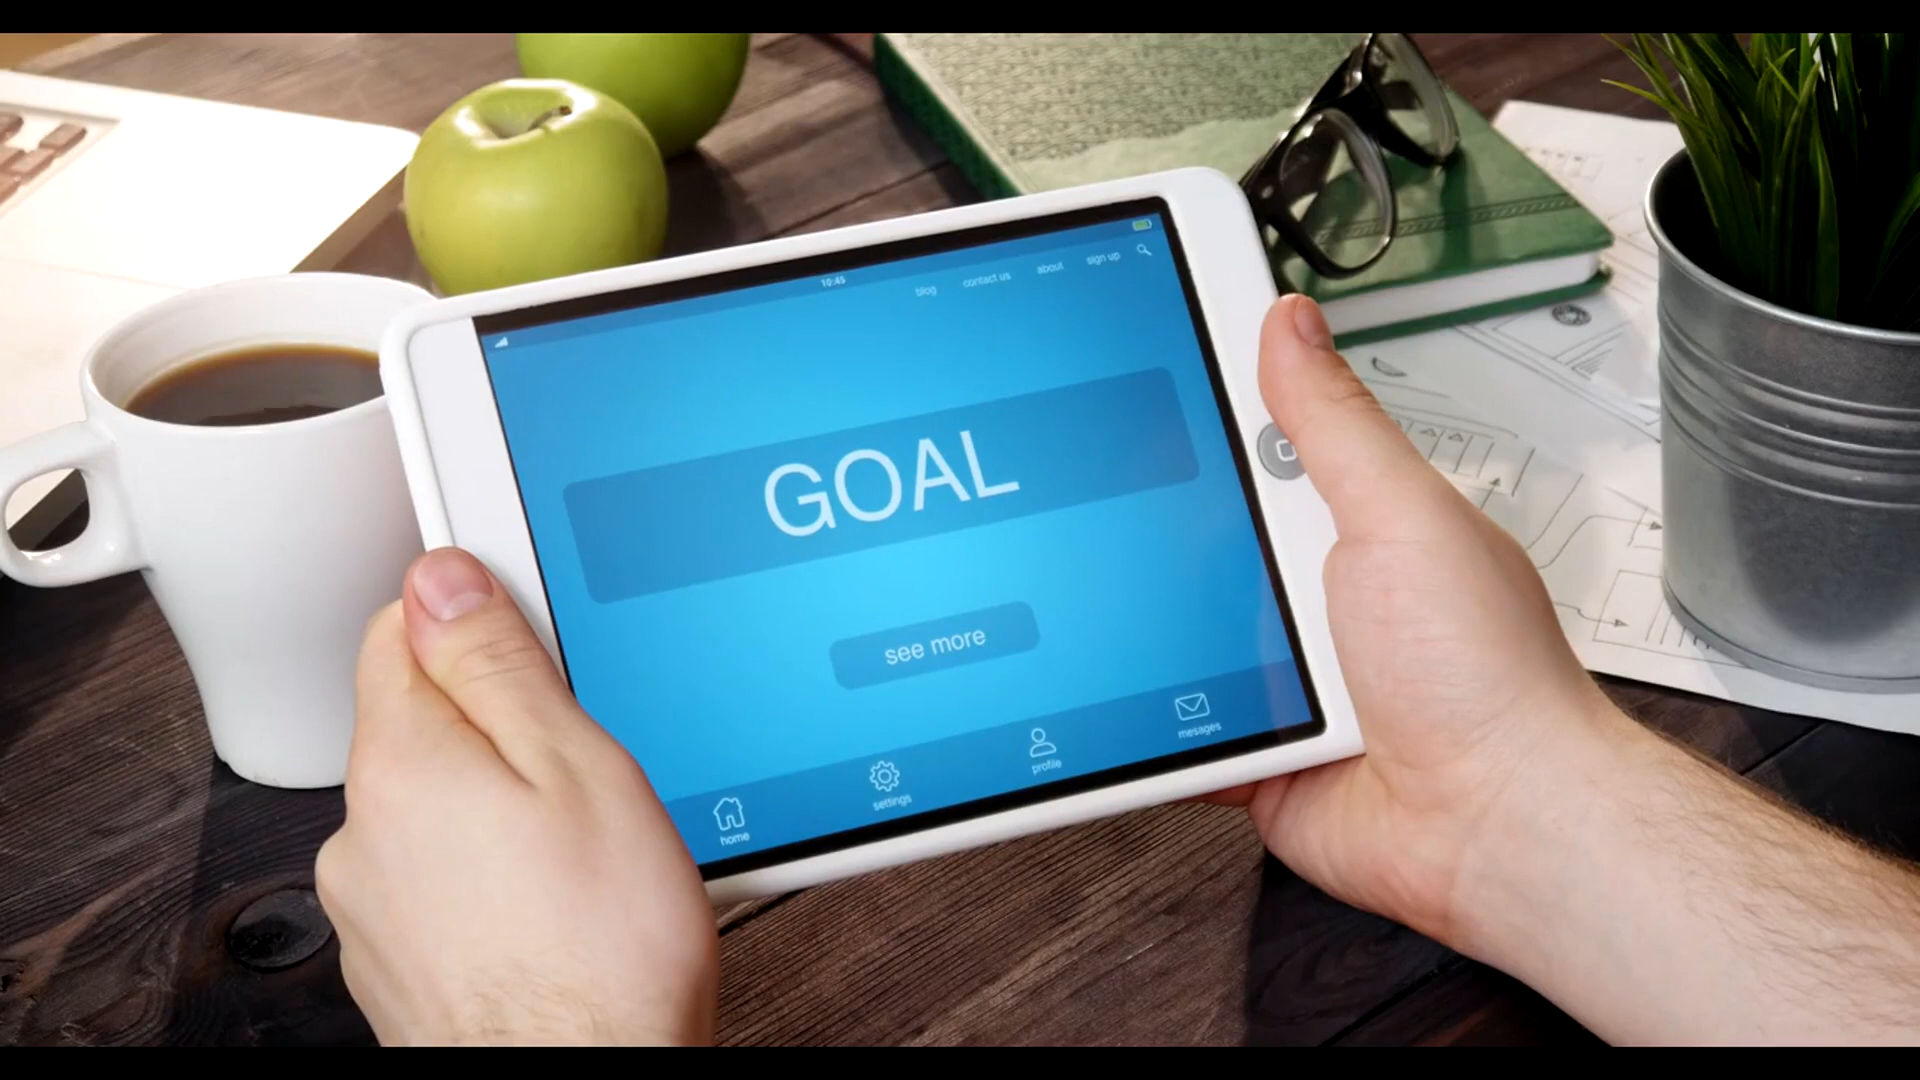 10:45
blog contact us about sign up
GOAL
see more
home settings profile mesages